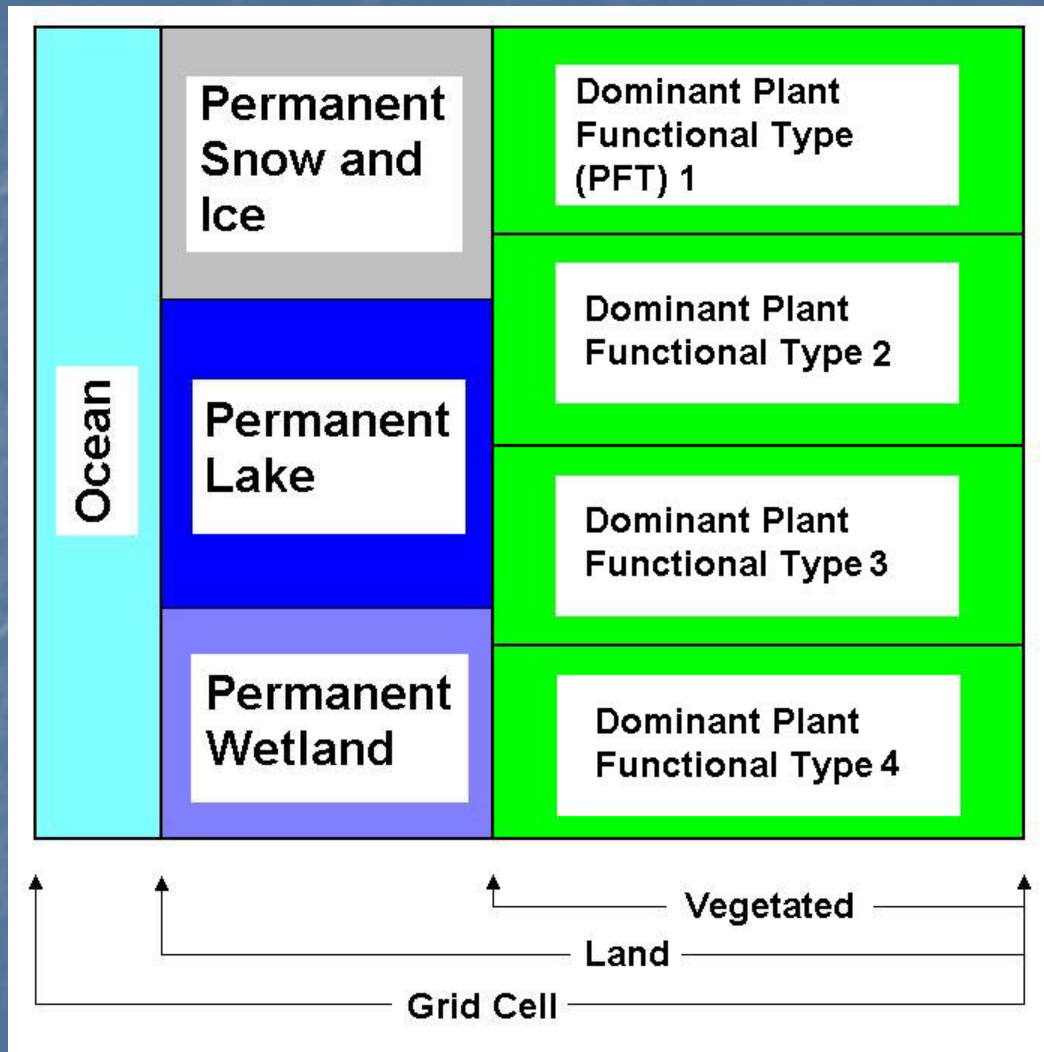 Ocean
Permanent
Snow and
Ice
Permanent
Lake
Permanent
Wetland
Dominant Plant
Functional Type
(PFT) 1
Dominant Plant
Functional Type 2
Dominant Plant
Functional Type 3
Dominant Plant
Functional Type 4
Vegetated
Land
Grid Cell